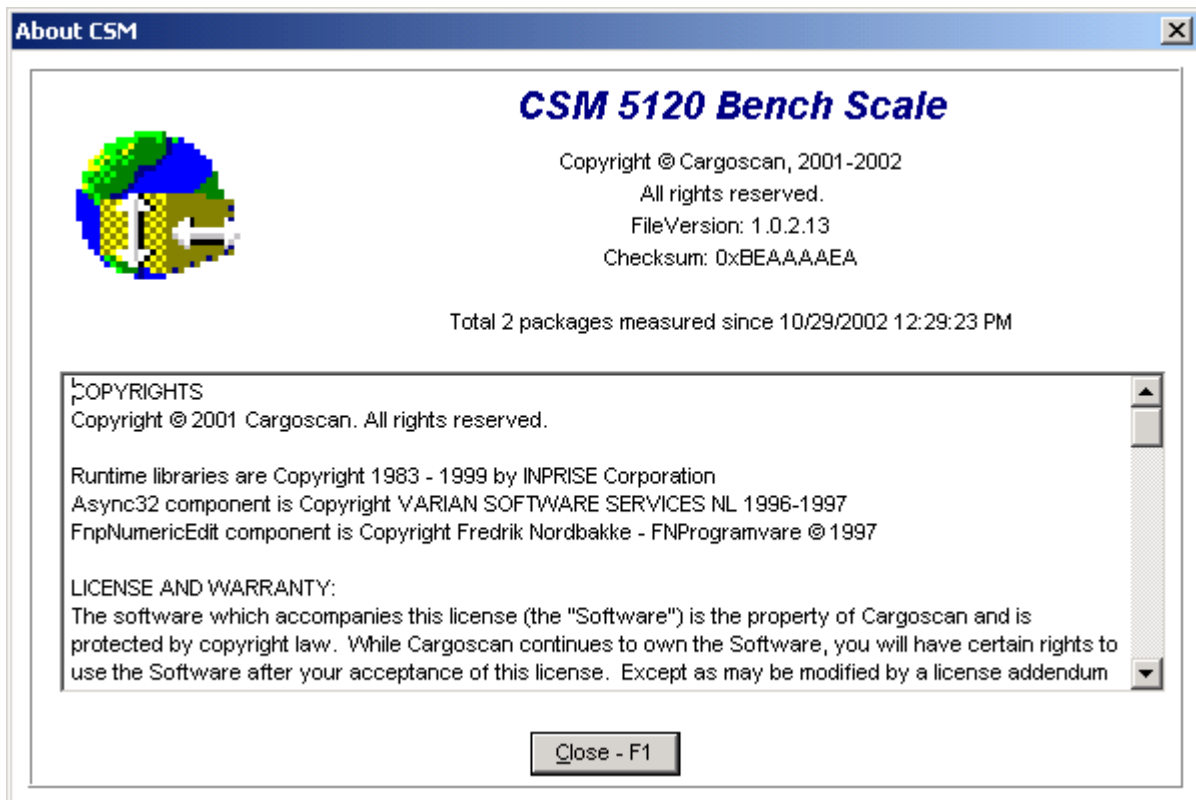 About CSM
CSM 5120 Bench Scale
Copyright © Cargoscan, 2001-2002
All rights reserved.
FileVersion: 1.0.2.13
Checksum: 0xBEAAAAEA
Total 2 packages measured since 10/29/2002 12:29:23 PM
COPYRIGHTS
Copyright © 2001 Cargoscan. All rights reserved.
Runtime libraries are Copyright 1983 - 1999 by INPRISE Corporation
Async32 component is Copyright VARIAN SOFTWARE SERVICES NL 1996-1997
FnpNumericEdit component is Copyright Fredrik Nordbakke - FNProgramvare © 1997
LICENSE AND WARRANTY:
The software which accompanies this license (the "Software") is the property of Cargoscan and is
protected by copyright law.  While Cargoscan continues to own the Software, you will have certain rights to
use the Software after your acceptance of this license.  Except as may be modified by a license addendum
Close - F1